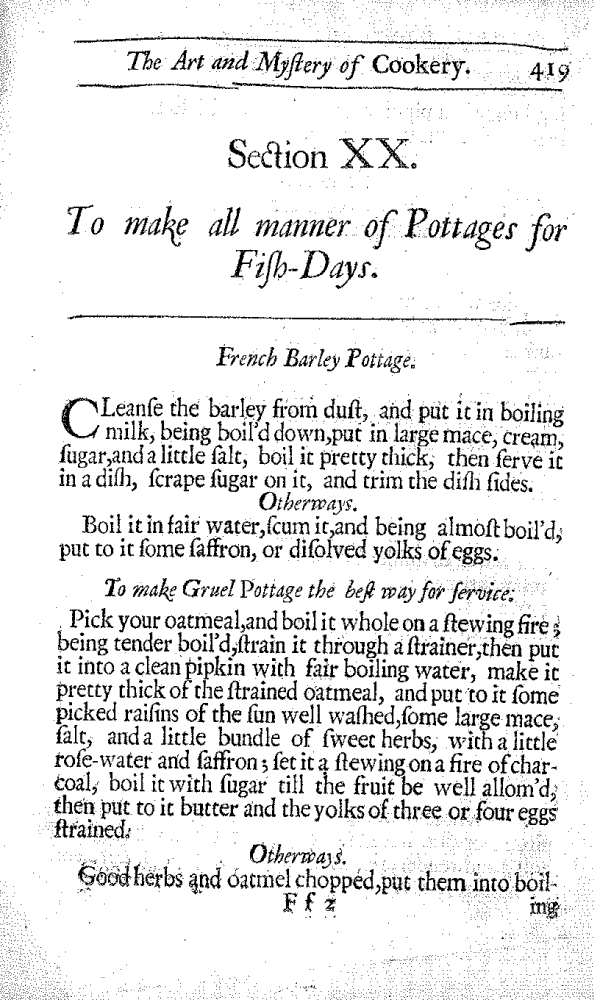 The Art and Myſtery of Cookery. 419
Section XX.
To make all manner of Pottages for
Fiſh-Days.
French Barley Pottage.
CLeanſe the barley from duſt, and put it in boiling
milk, being boil'd down,put in large mace, cream,
ſugar,and a little ſalt, boil it pretty thick, then ſerve it
in a diſh, ſcrape ſugar on it, and trim the diſh ſides.
Otherways.
Boil it in fair water,ſcum it,and being almoſt boil'd,
put to it ſome ſaffron, or diſolved yolks of eggs.
To make Gruel Pottage the beſt way for ſervice.
Pick your oatmeal,and boil it whole on a ſtewing fire;
being tender boil'd,ſtrain it through a ſtrainer,then put
it into a clean pipkin with fair boiling water, make it
pretty thick of the ſtrained oatmeal, and put to it ſome
picked raiſins of the ſun well waſhed,ſome large mace,
ſalt, and a little bundle of ſweet herbs, with a little
roſe-water and ſaffron; ſet it a ſtewing on a fire of char-
coal, boil it with ſugar till the fruit be well allom'd,
then put to it butter and the yolks of three or four eggs
ſtrained.
Otherways.
Good herbs and oatmel chopped,put them into boil-
F f 2 ing